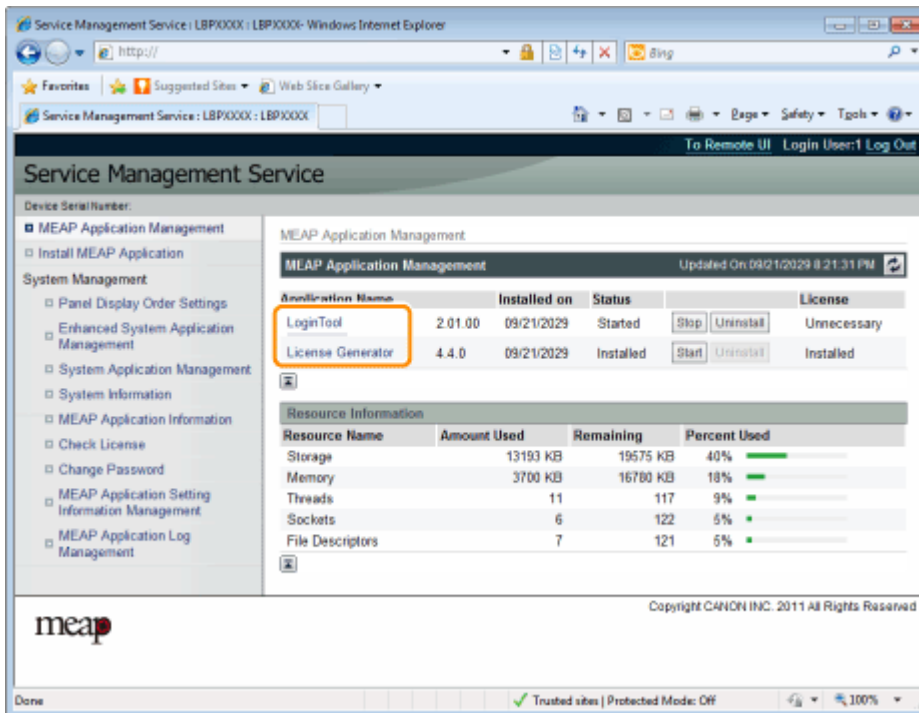 Service Management Service : LBPXXXX : LBPXXXX- Windows Internet Explorer
http://
Bing
Favorites Suggested Sites Web Slice Gallery
Service Management Service : LBPXXXX : LBPXXXX
Page Safety Tools
To Remote UI Login User:1 Log Out
Service Management Service
Device Serial Number:
MEAP Application Management
Install MEAP Application
System Management
Panel Display Order Settings
Enhanced System Application
Management
System Application Management
System Information
MEAP Application Information
Check License
Change Password
MEAP Application Setting
Information Management
MEAP Application Log
Management
MEAP Application Management
MEAP Application Management Updated On:09/21/2029 8:21:31 PM
Application Name Installed on Status License
LoginTool 2.01.00 09/21/2029 Started Stop Uninstall Unnecessary
License Generator 4.4.0 09/21/2029 Installed Start Uninstall Installed
Resource Information
Resource Name Amount Used Remaining Percent Used
Storage 13193 KB 19575 KB 40%
Memory 3700 KB 16780 KB 18%
Threads 11 117 9%
Sockets 6 122 5%
File Descriptors 7 121 6%
meap
Copyright CANON INC. 2011 All Rights Reserved
Done Trusted sites | Protected Mode: Off 100%